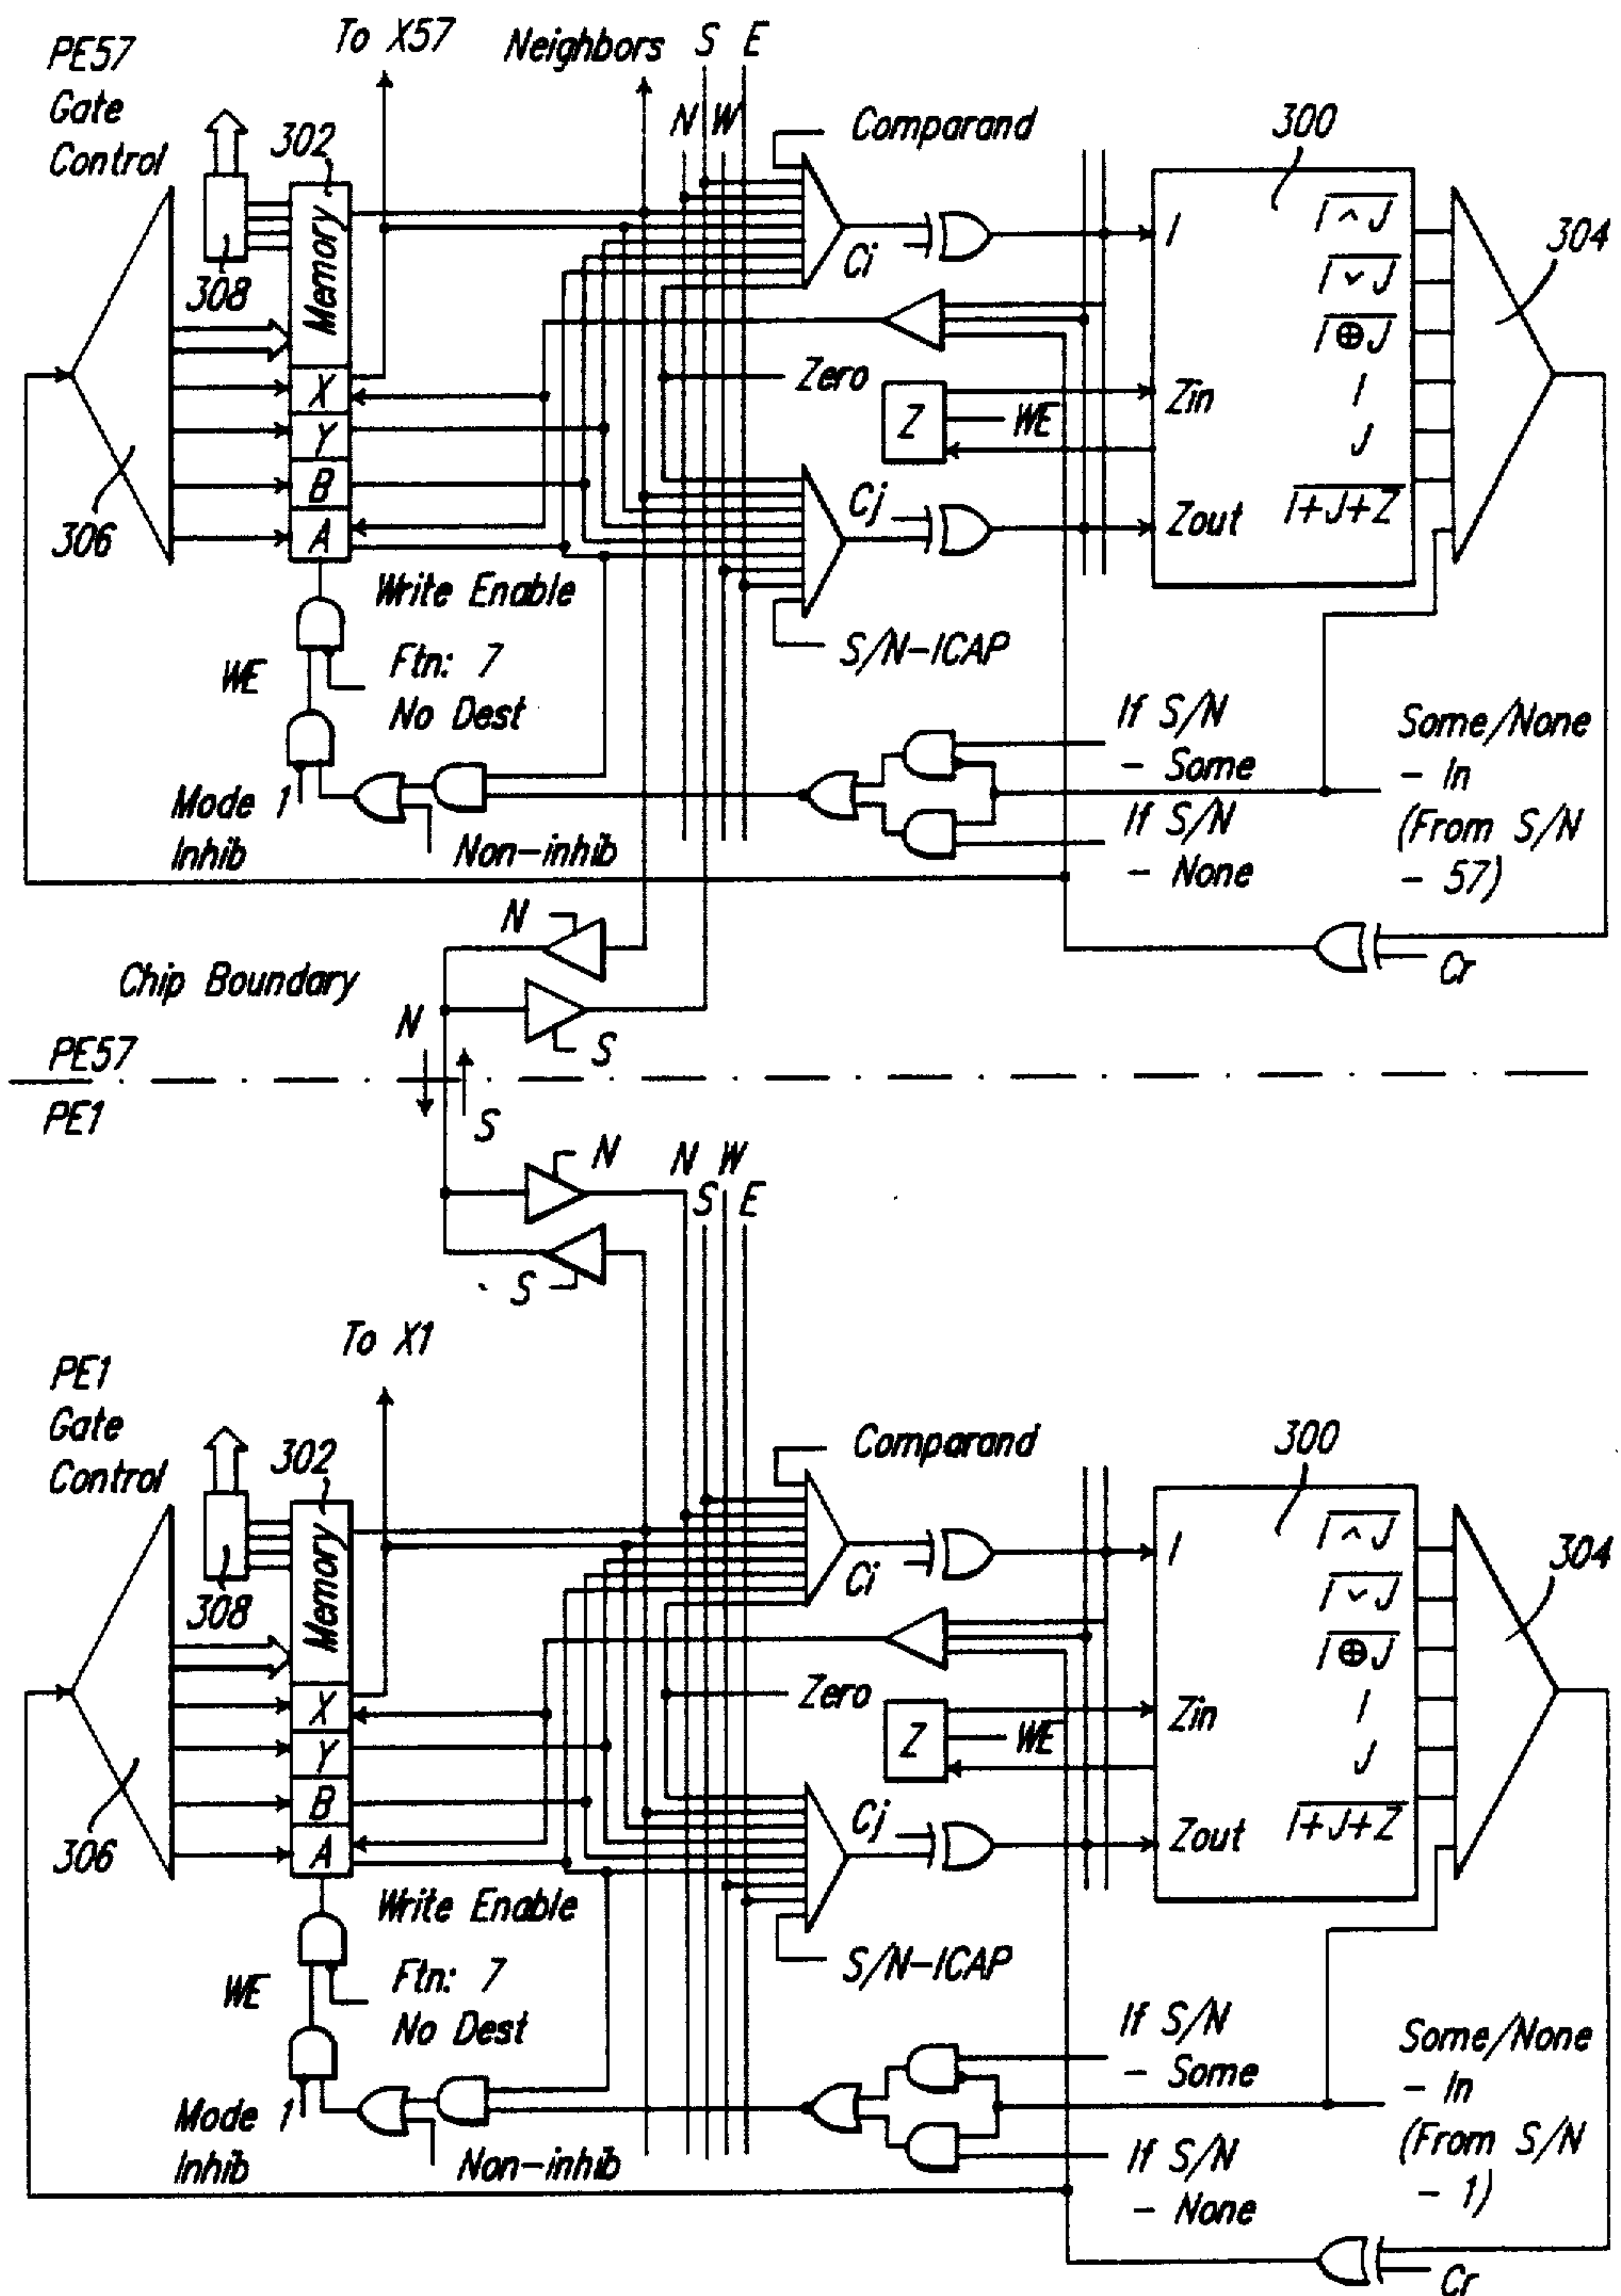 To X57
Neighbors
S
E
PE57
Gate
Control
302
N
W
Comparand
300
Memory
308
Ci
I
I ^ J
I ˅ J
I ⊕ J
I
J
I+J+Z
304
Zero
Z
WE
Zin
Zout
X
Y
B
A
306
Cj
Write Enable
WE
Ftn: 7
No Dest
S/N-ICAP
If S/N
- Some
If S/N
- None
Some/None
- In
(From S/N
- 57)
Mode 1
Inhib
Non-inhib
N
S
Cr
Chip Boundary
N
S
PE57
PE1
N
S
N
W
S
E
To X1
PE1
Gate
Control
302
Comparand
300
Memory
308
Ci
I
I ^ J
I ˅ J
I ⊕ J
I
J
I+J+Z
304
Zero
Z
WE
Zin
Zout
X
Y
B
A
306
Cj
Write Enable
WE
Ftn: 7
No Dest
S/N-ICAP
If S/N
- Some
If S/N
- None
Some/None
- In
(From S/N
- 1)
Mode 1
Inhib
Non-inhib
Cr